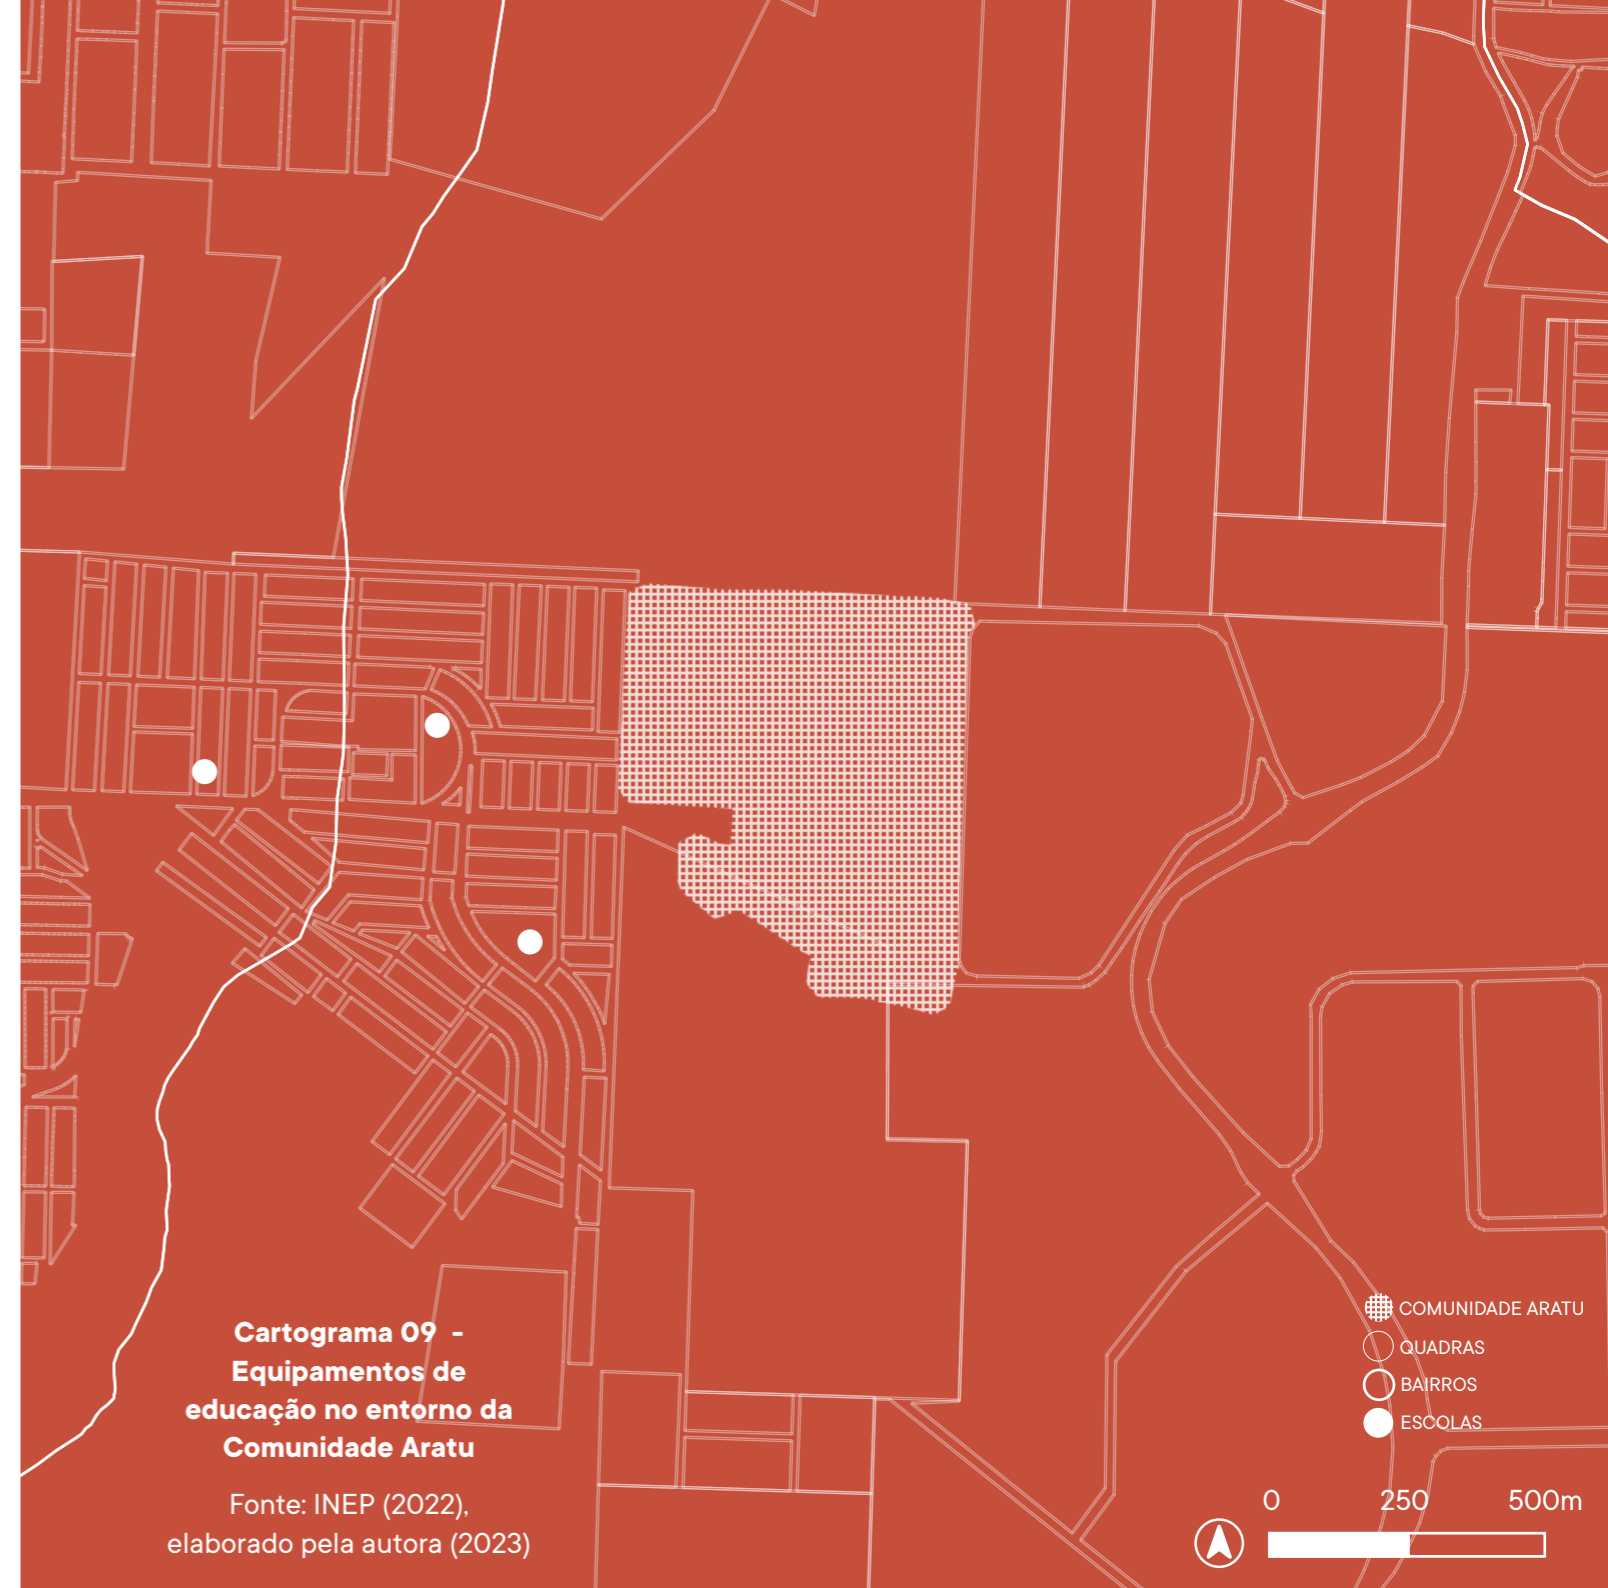 Cartograma 09 -
Equipamentos de
educação no entorno da
Comunidade Aratu
Fonte: INEP (2022),
elaborado pela autora (2023)
COMUNIDADE ARATU
QUADRAS
BAIRROS
ESCOLAS
0 250 500m